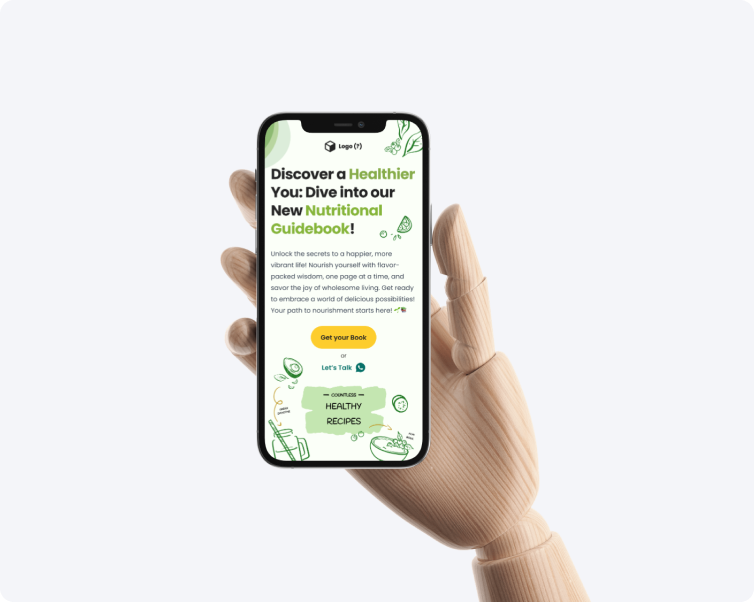 Logo (?)
Discover a Healthier
You: Dive into our
New Nutritional
Guidebook!
Unlock the secrets to a happier, more
vibrant life! Nourish yourself with flavor-
packed wisdom, one page at a time, and
savor the joy of wholesome living. Get ready
to embrace a world of delicious possibilities!
Your path to nourishment starts here!
Get your Book
or
Let's Talk
COUNTLESS
HEALTHY
RECIPES